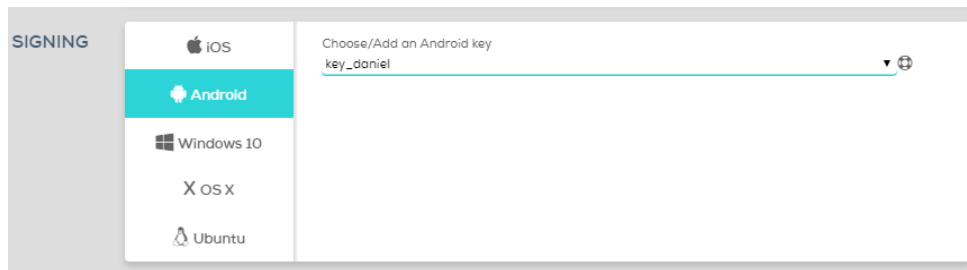 SIGNING
iOS
Android
Windows 10
X OS X
Ubuntu
Choose/Add an Android key
key_daniel